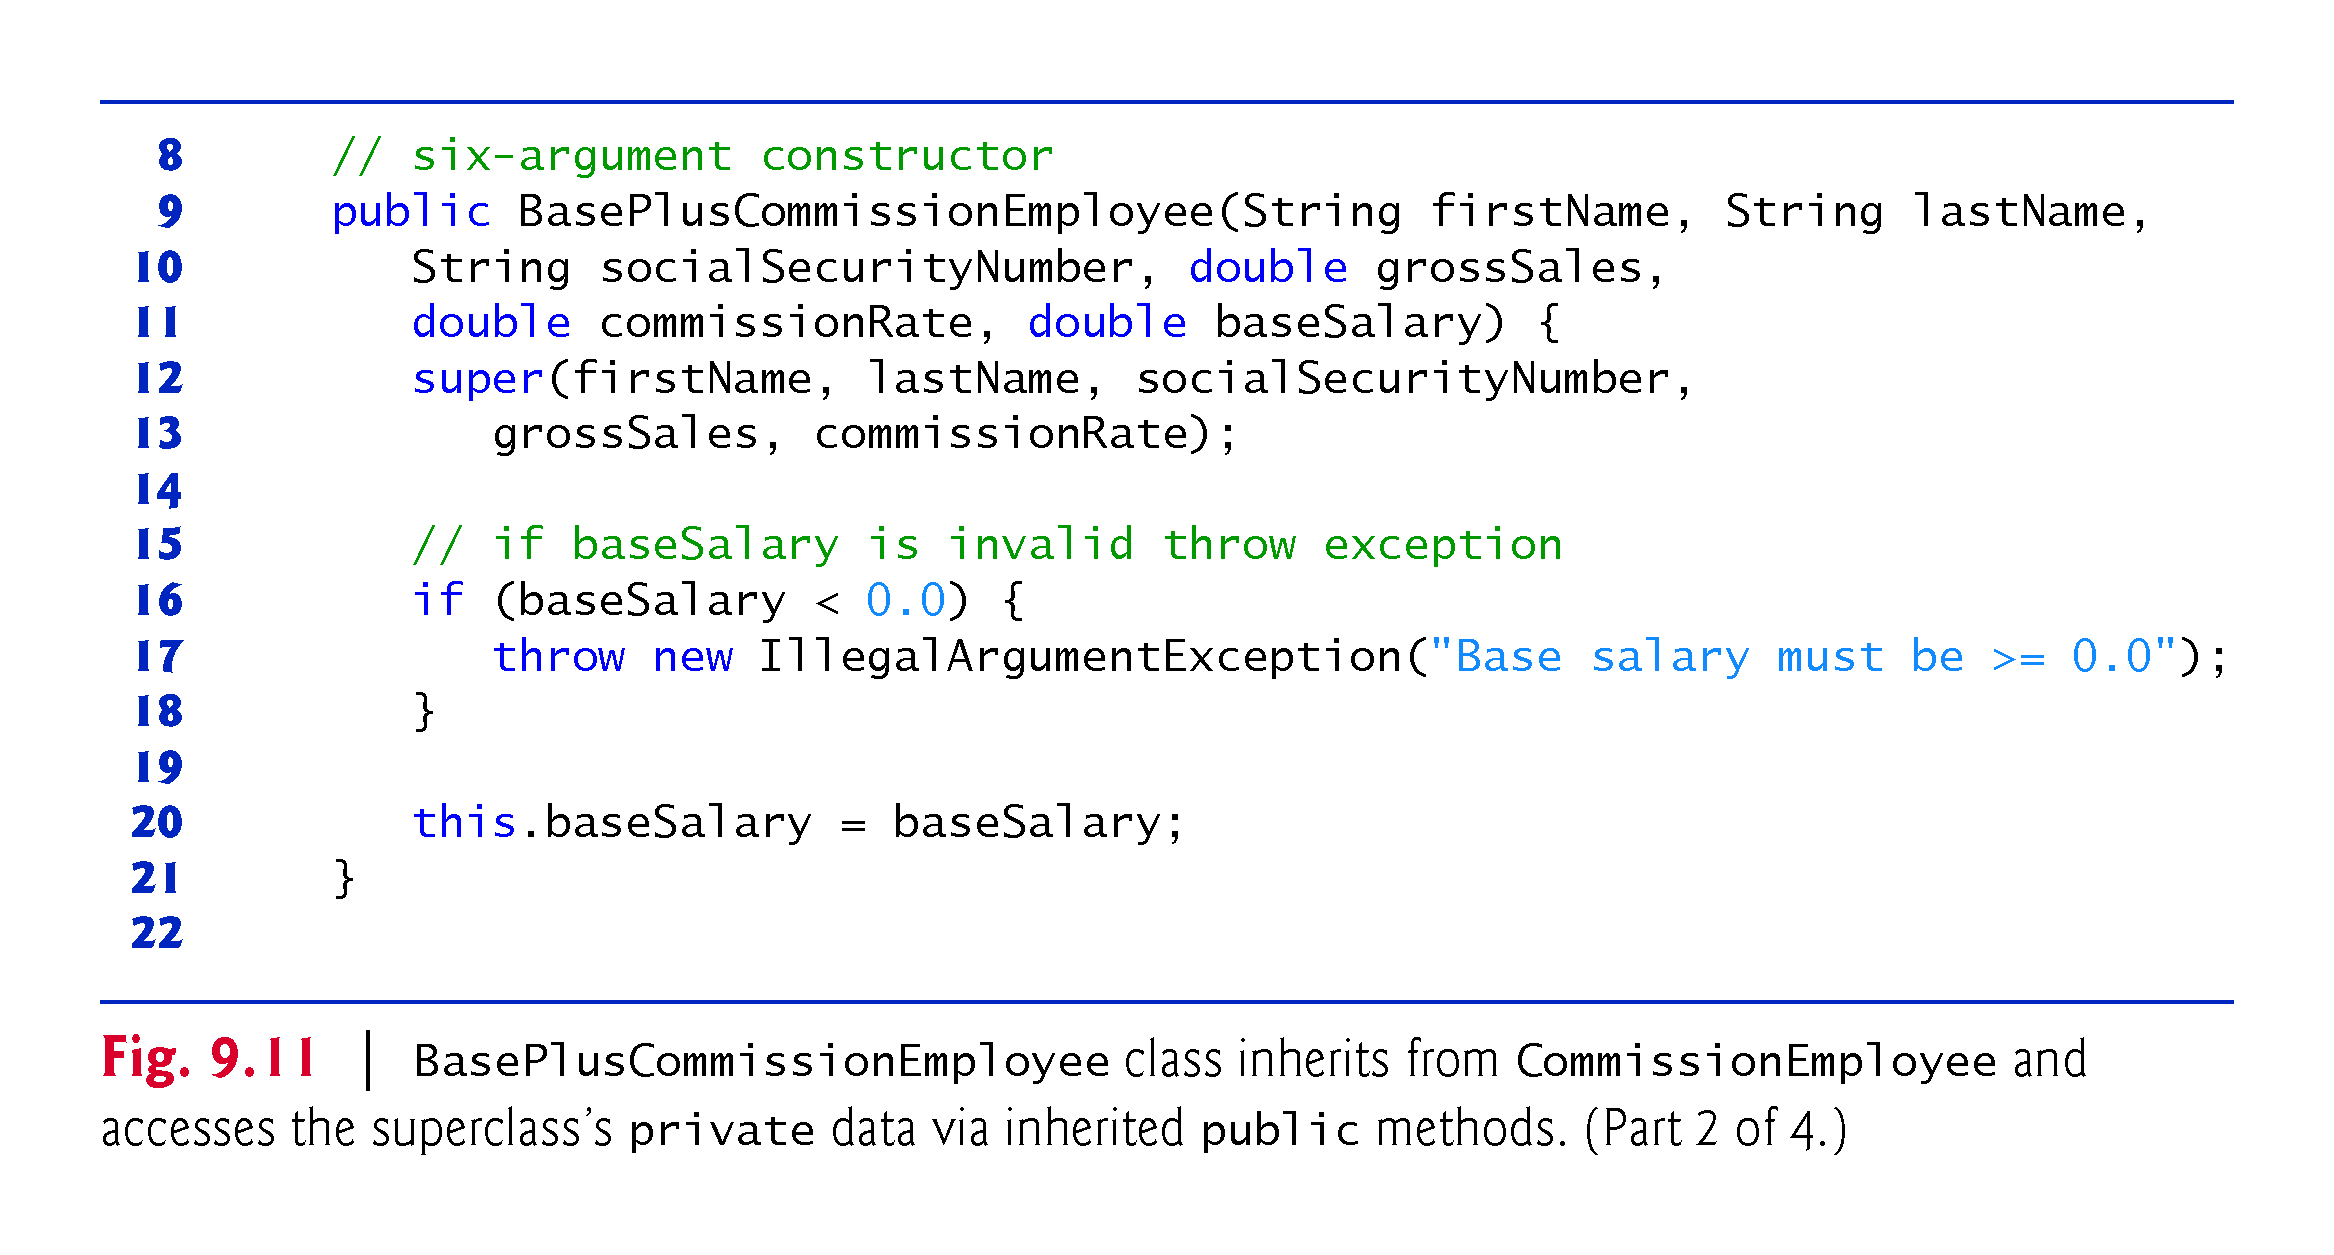 8 // six-argument constructor
9 public BasePlusCommissionEmployee(String firstName, String lastName,
10 String socialSecurityNumber, double grossSales,
11 double commissionRate, double baseSalary) {
12 super(firstName, lastName, socialSecurityNumber,
13 grossSales, commissionRate);
14
15 // if baseSalary is invalid throw exception
16 if (baseSalary < 0.0) {
17 throw new IllegalArgumentException("Base salary must be >= 0.0");
18 }
19
20 this.baseSalary = baseSalary;
21 }
22
Fig. 9.11 | BasePlusCommissionEmployee class inherits from CommissionEmployee and
accesses the superclass’s private data via inherited public methods. (Part 2 of 4.)